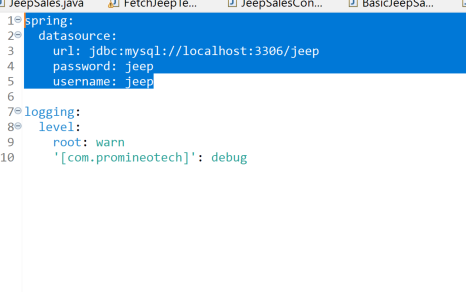 JeepSales.java FetchJeepTe... JeepSalesCon... BasicJeepSa...
1 spring:
2 datasource:
3 url: jdbc:mysql://localhost:3306/jeep
4 password: jeep
5 username: jeep
6
7 logging:
8 level:
9 root: warn
10 '[com.promineotech]': debug